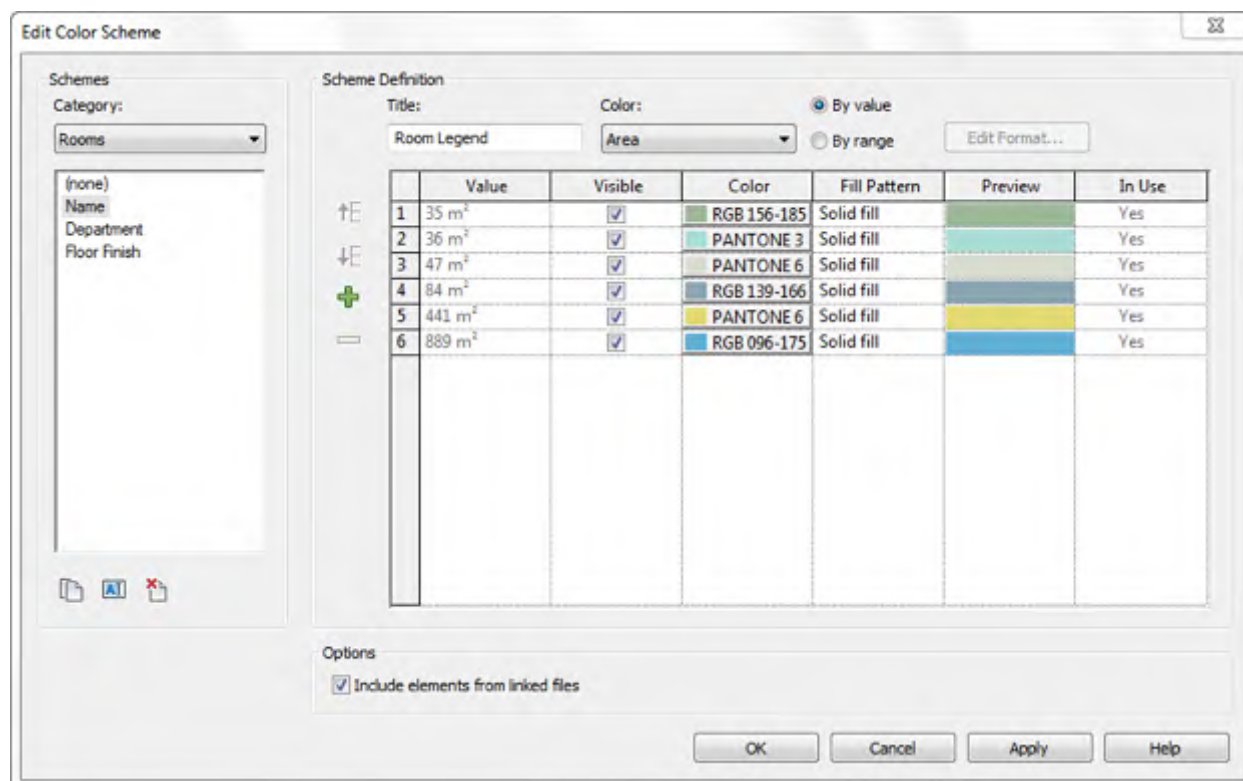 Edit Color Scheme
Schemes
Category:
Rooms
(none)
Name
Department
Floor Finish
Scheme Definition
Title:
Room Legend
Color:
Area
By value
By range
Edit Format...
Value Visible Color Fill Pattern Preview In Use
1 35 m² RGB 156-185 Solid fill Yes
2 36 m² PANTONE 3 Solid fill Yes
3 47 m² PANTONE 6 Solid fill Yes
4 84 m² RGB 139-166 Solid fill Yes
5 441 m² PANTONE 6 Solid fill Yes
6 889 m² RGB 096-175 Solid fill Yes
Options
Include elements from linked files
OK Cancel Apply Help